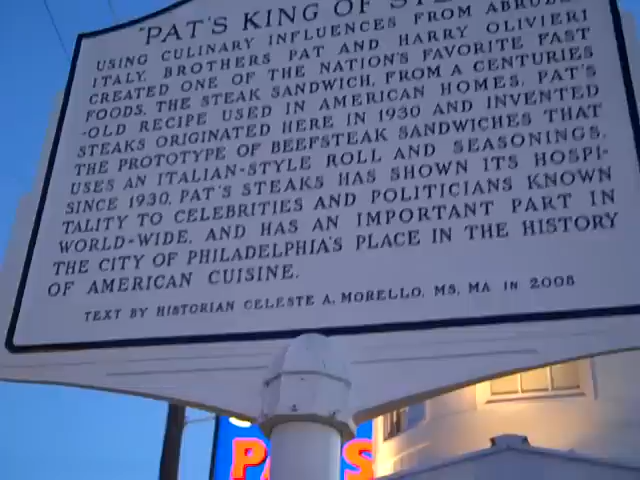 "PAT'S KING OF
USING CULINARY INFLUENCES FROM ABRUZZI
ITALY, BROTHERS PAT AND HARRY OLIVIERI
CREATED ONE OF THE NATION'S FAVORITE FAST
FOODS, THE STEAK SANDWICH. FROM A CENTURIES
-OLD RECIPE USED IN AMERICAN HOMES, PAT'S
STEAKS ORIGINATED HERE IN 1930 AND INVENTED
THE PROTOTYPE OF BEEFSTEAK SANDWICHES THAT
USES AN ITALIAN-STYLE ROLL AND SEASONINGS.
SINCE 1930, PAT'S STEAKS HAS SHOWN ITS HOSPI-
TALITY TO CELEBRITIES AND POLITICIANS KNOWN
WORLD-WIDE, AND HAS AN IMPORTANT PART IN
THE CITY OF PHILADELPHIA'S PLACE IN THE HISTORY
OF AMERICAN CUISINE.
TEXT BY HISTORIAN CELESTE A. MORELLO, MS, MA IN 2008